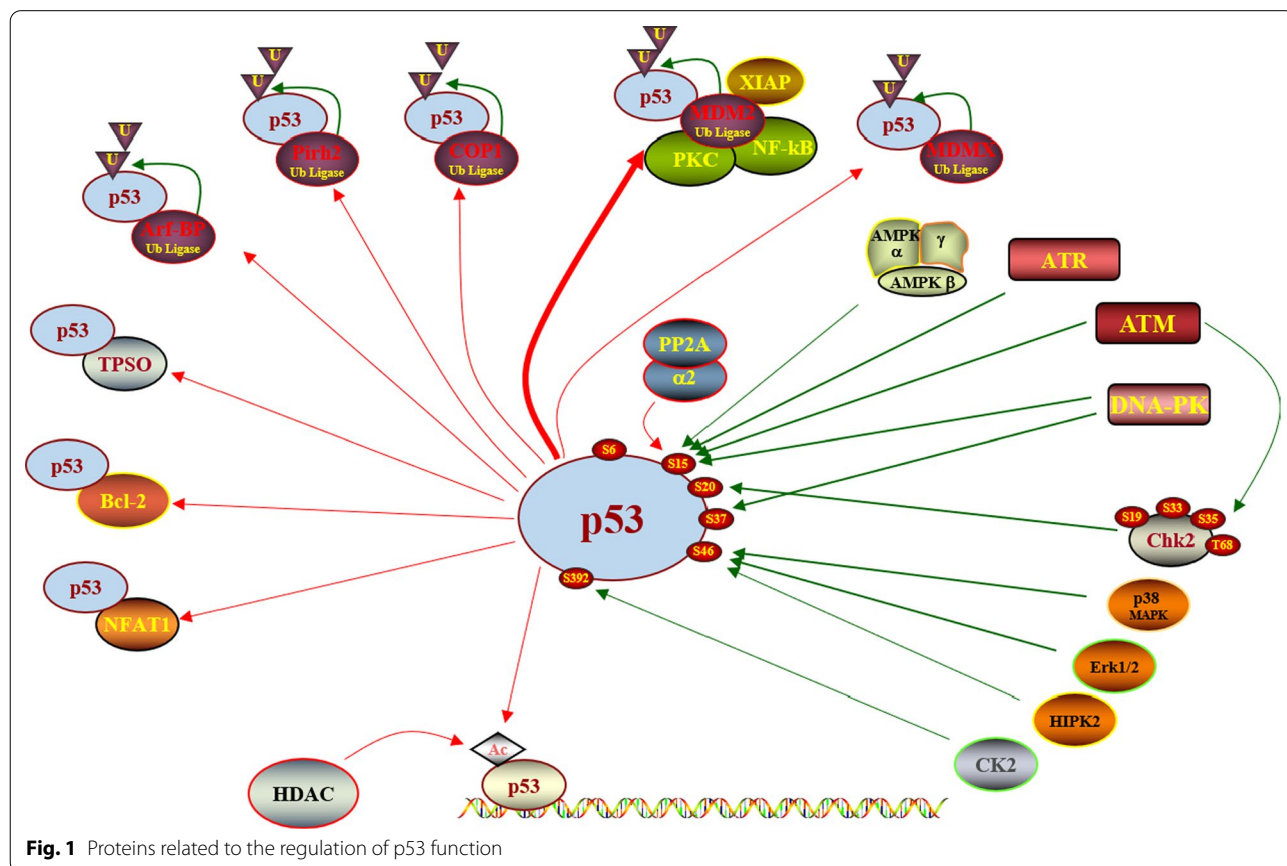 U
U
p53
Arf-BP
Ub Ligase
U
U
p53
Pirh2
Ub Ligase
U
U
p53
COP1
Ub Ligase
U
U
p53
XIAP
MDM2
Ub Ligase
PKC
NF-kB
U
U
p53
MDMX
Ub Ligase
AMPK
α
γ
AMPK β
ATR
ATM
DNA-PK
p53
TPSO
PP2A
α2
p53
Bcl-2
p53
NFAT1
S6
S15
S20
S37
S46
S392
p53
S19
S33
S35
T68
Chk2
p38
MAPK
Erk1/2
HIPK2
CK2
Ac
p53
HDAC
Fig. 1 Proteins related to the regulation of p53 function